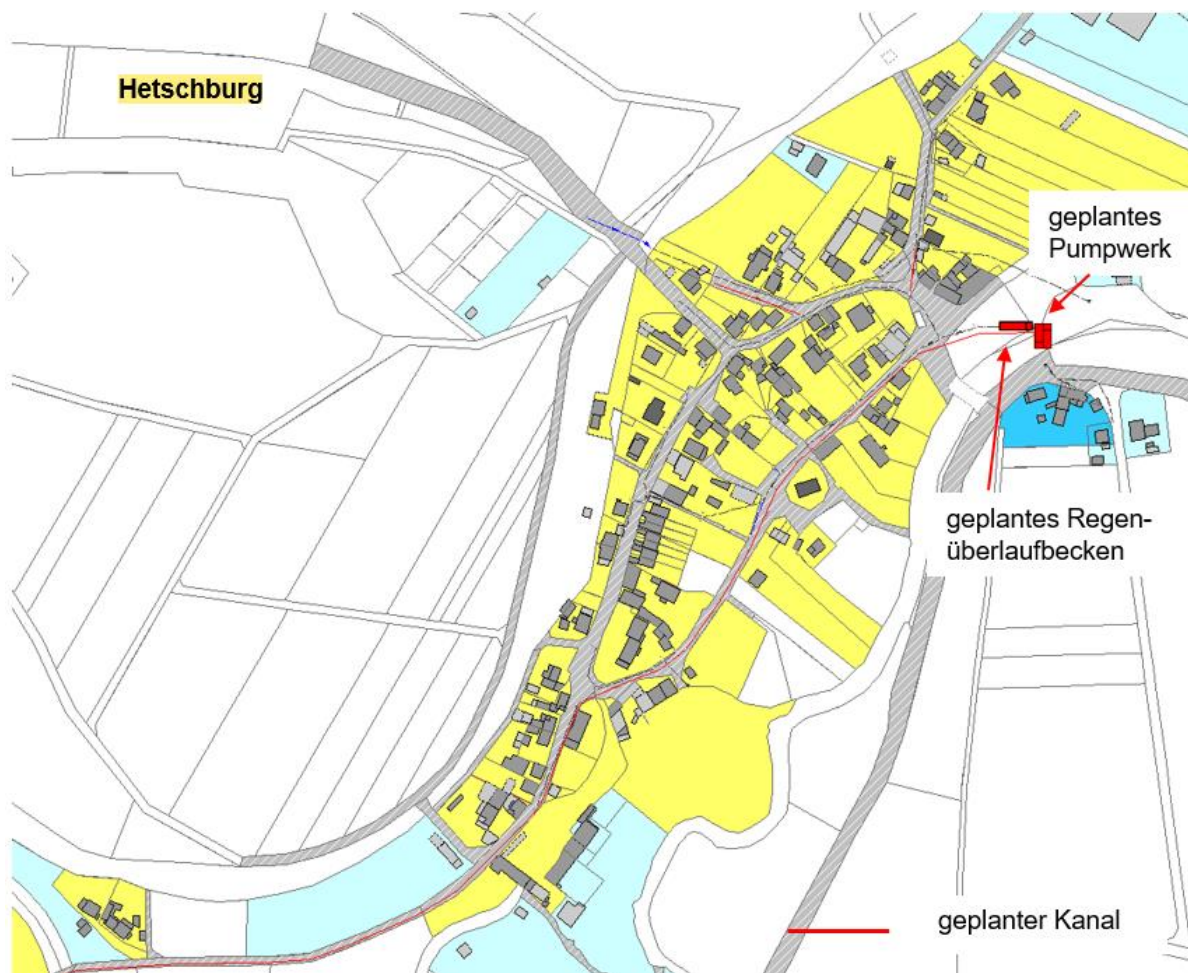 Hetschburg
geplantes
Pumpwerk
geplantes Regen-
überlaufbecken
geplanter Kanal